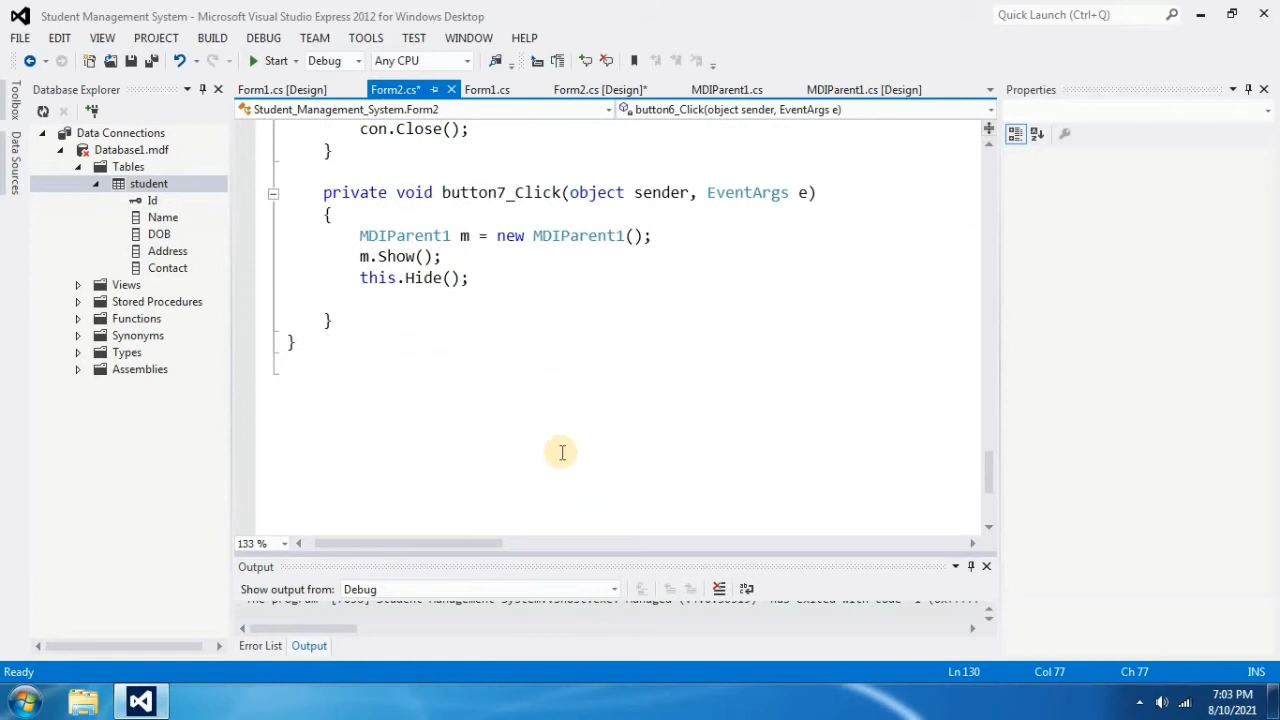 Student Management System - Microsoft Visual Studio Express 2012 for Windows Desktop
Quick Launch (Ctrl+Q)
FILE EDIT VIEW PROJECT BUILD DEBUG TEAM TOOLS TEST WINDOW HELP
Start Debug Any CPU
Toolbox
Data Sources
Database Explorer
Data Connections
Database1.mdf
Tables
student
Id
Name
DOB
Address
Contact
Views
Stored Procedures
Functions
Synonyms
Types
Assemblies
Form1.cs [Design] Form2.cs* Form1.cs Form2.cs [Design]* MDIParent1.cs MDIParent1.cs [Design]
Student_Management_System.Form2 button6_Click(object sender, EventArgs e)
con.Close();
}
private void button7_Click(object sender, EventArgs e)
{
MDIParent1 m = new MDIParent1();
m.Show();
this.Hide();
}
}
133 %
Output
Show output from: Debug
Error List Output
Properties
Ready Ln 130 Col 77 Ch 77 INS
7:03 PM
8/10/2021